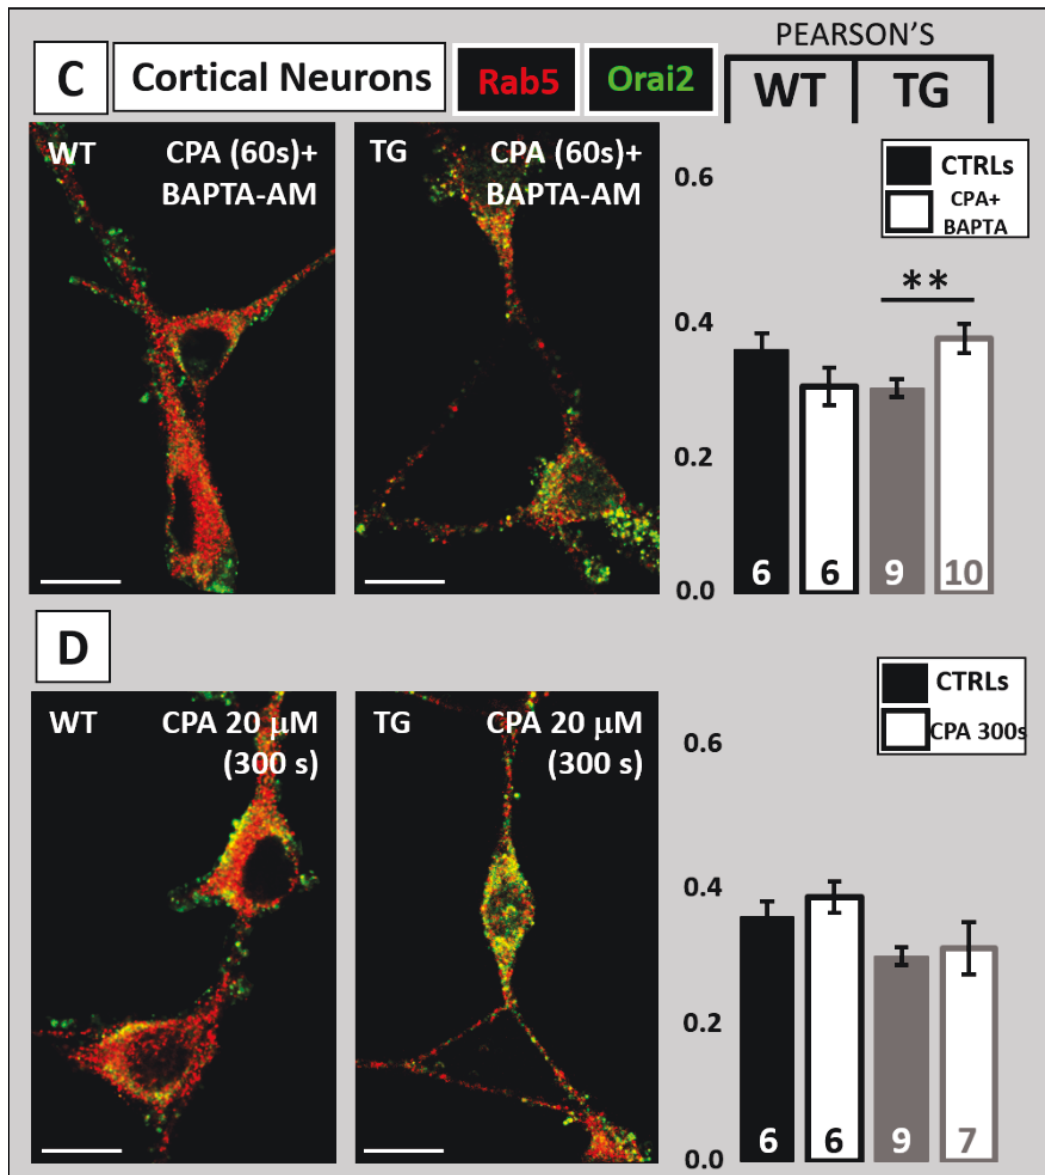 PEARSON'S
C Cortical Neurons Rab5 Orai2 WT TG
WT CPA (60s)+
BAPTA-AM
TG CPA (60s)+
BAPTA-AM
CTRLs
CPA+
BAPTA
0.6
**
0.4
0.2
0.0
6 6 9 10
D
WT CPA 20 μM
(300 s)
TG CPA 20 μM
(300 s)
CTRLs
CPA 300s
0.6
0.4
0.2
0.0
6 6 9 7